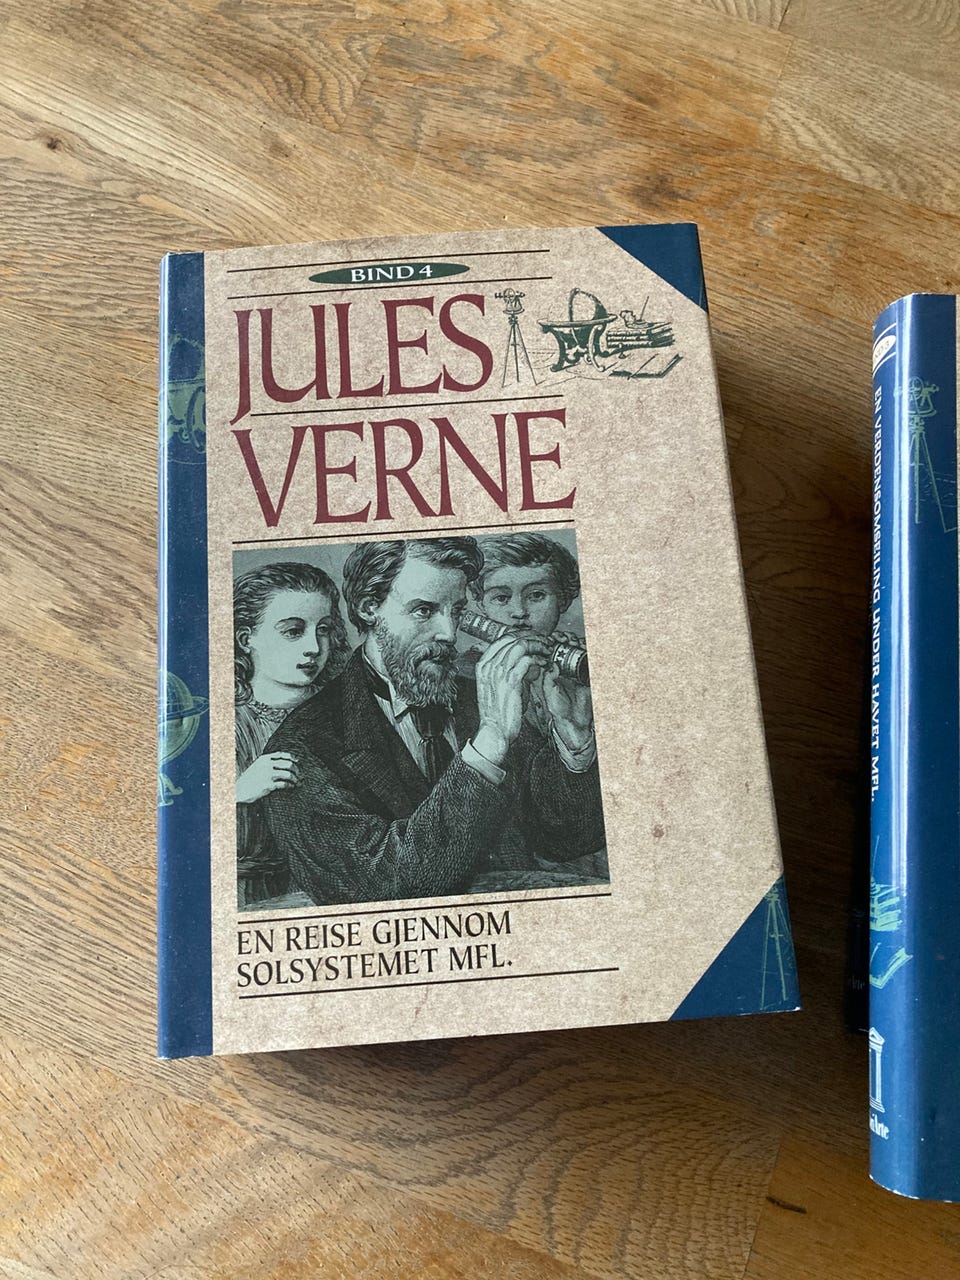 BIND 4
JULES
VERNE
EN REISE GJENNOM
SOLSYSTEMET MFL.
EN VERDENSOMSEILING UNDER HAVET MFL.